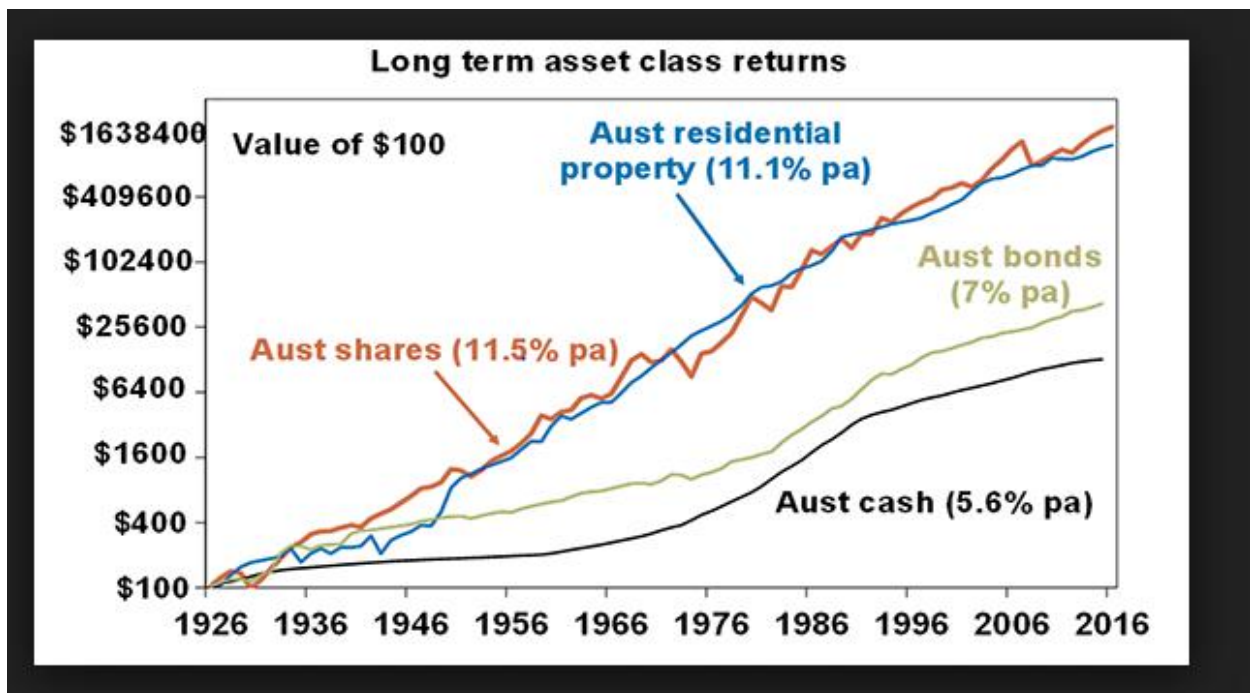 Long term asset class returns
$1638400
$409600
$102400
$25600
$6400
$1600
$400
$100
Value of $100
Aust residential
property (11.1% pa)
Aust shares (11.5% pa)
Aust bonds
(7% pa)
Aust cash (5.6% pa)
1926 1936 1946 1956 1966 1976 1986 1996 2006 2016